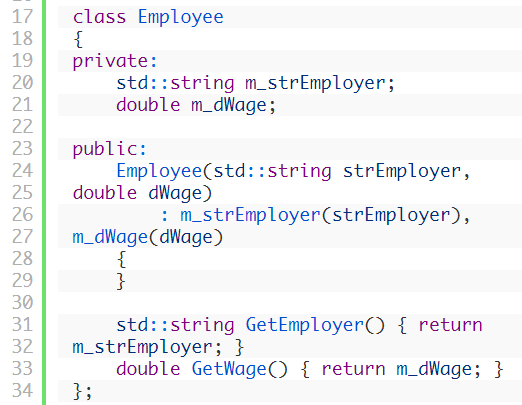 17 class Employee
18 {
19 private:
20     std::string m_strEmployer;
21     double m_dWage;
22
23 public:
24     Employee(std::string strEmployer,
25 double dWage)
26         : m_strEmployer(strEmployer),
27 m_dWage(dWage)
28     {
29     }
30
31     std::string GetEmployer() { return
32 m_strEmployer; }
33     double GetWage() { return m_dWage; }
34 };